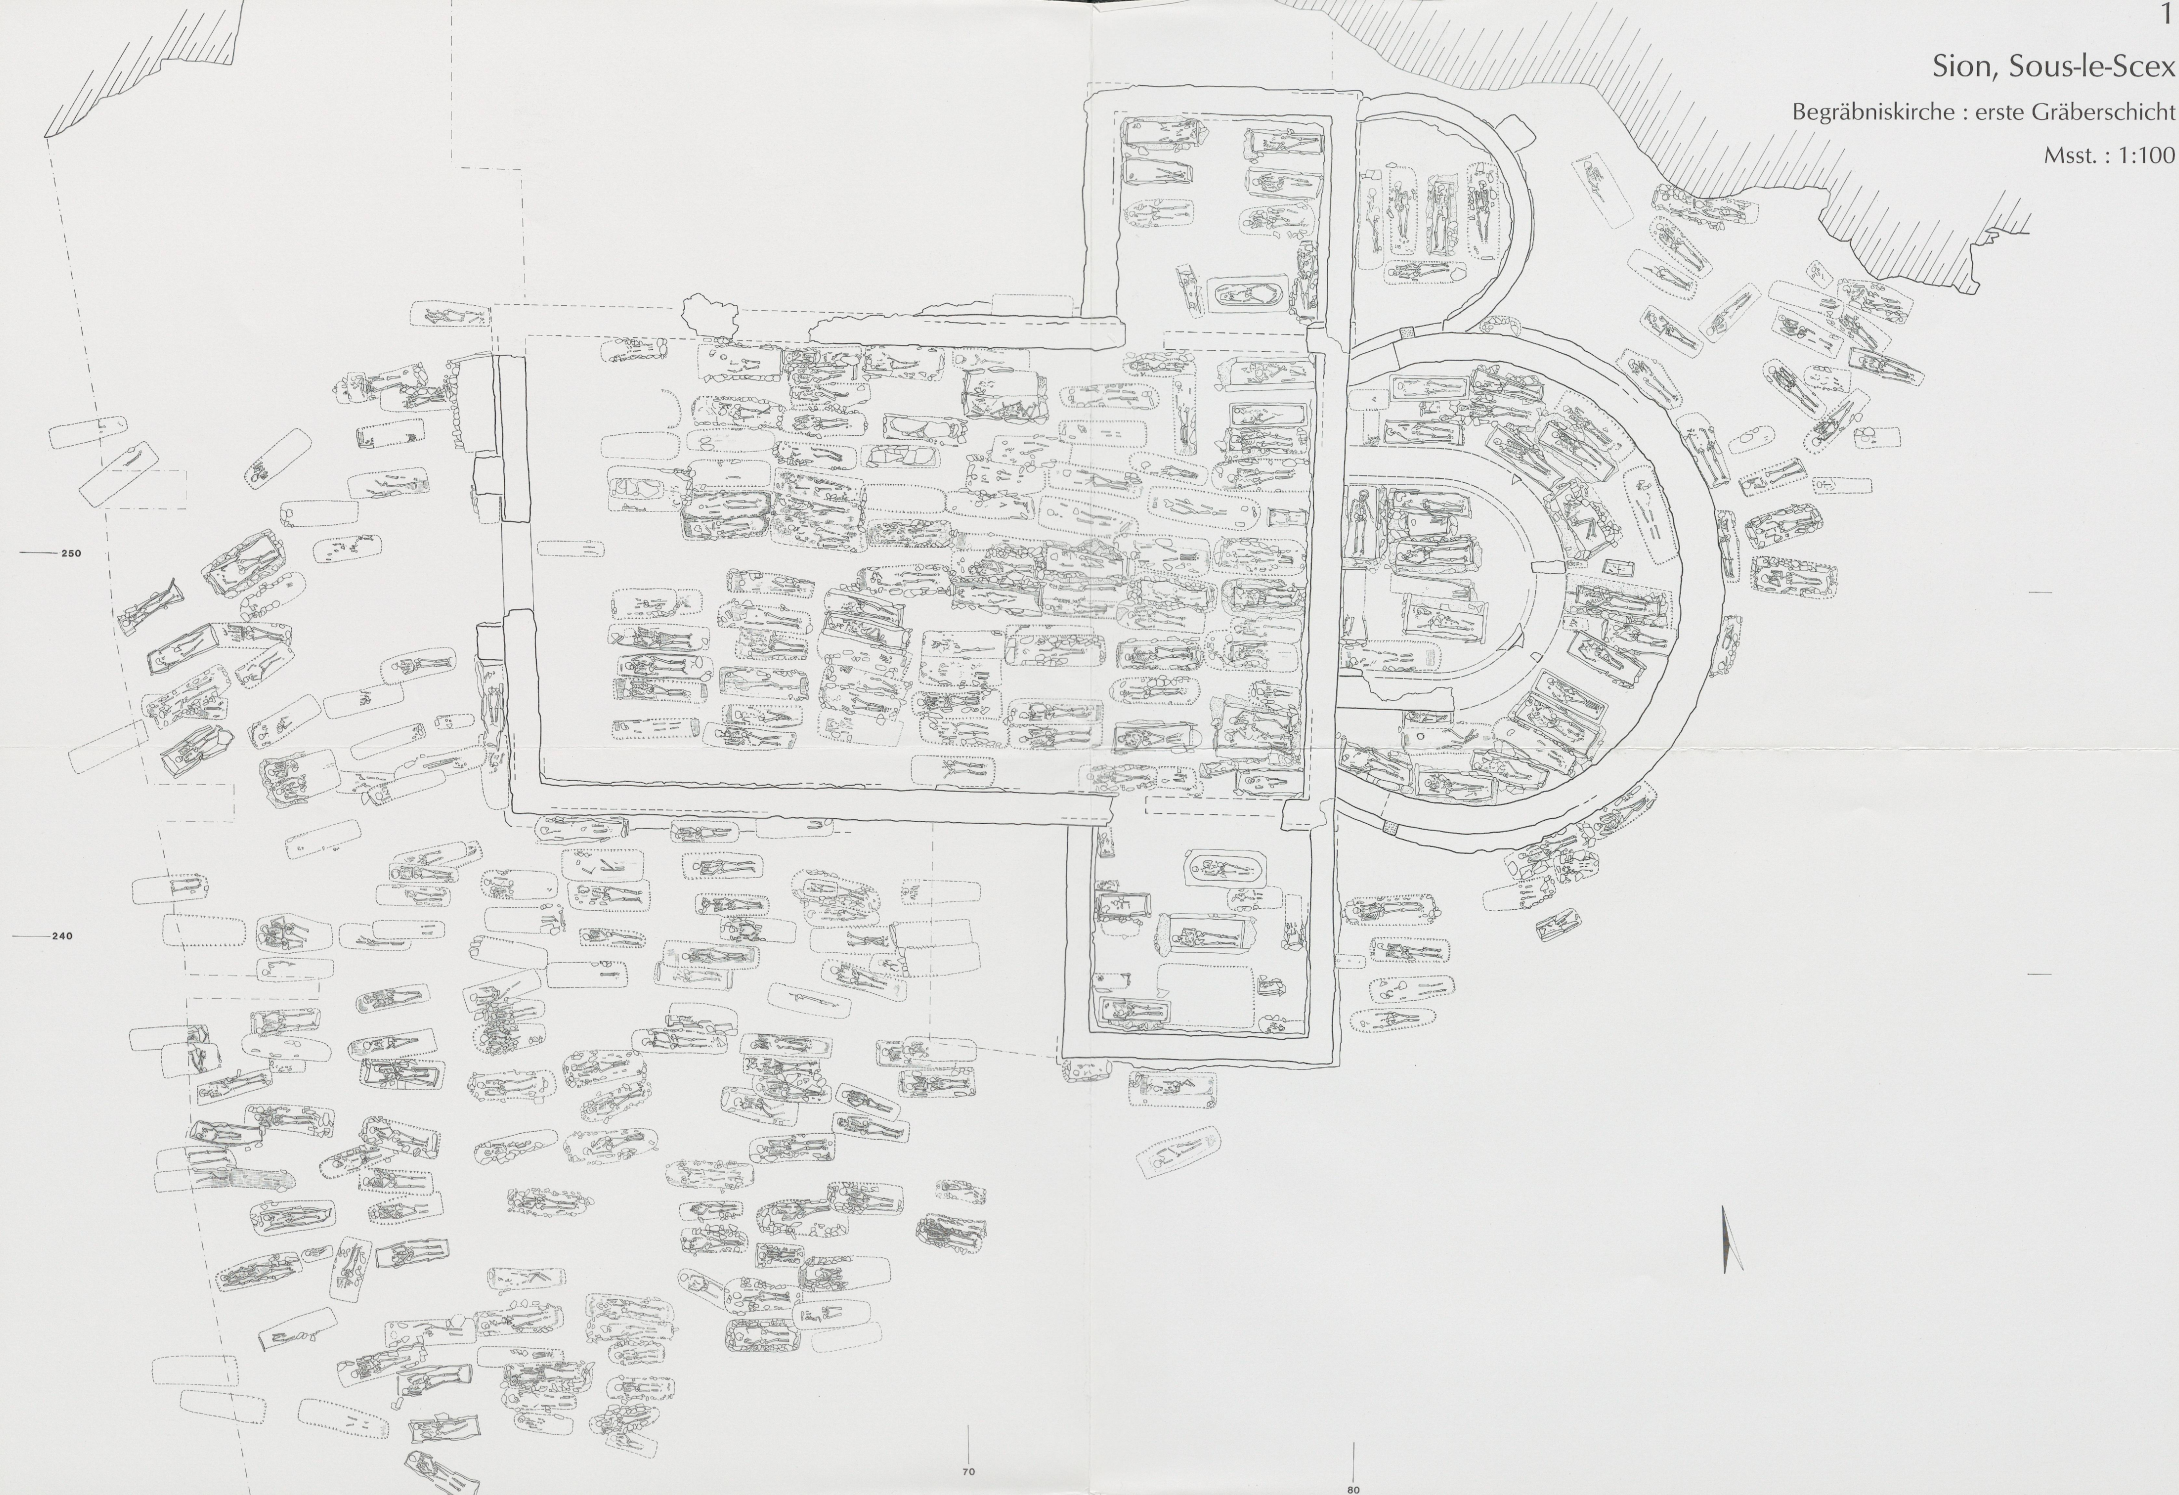 1
Sion, Sous-le-Scex
Begräbniskirche : erste Gräberschicht
Msst. : 1:100
250
240
70
80